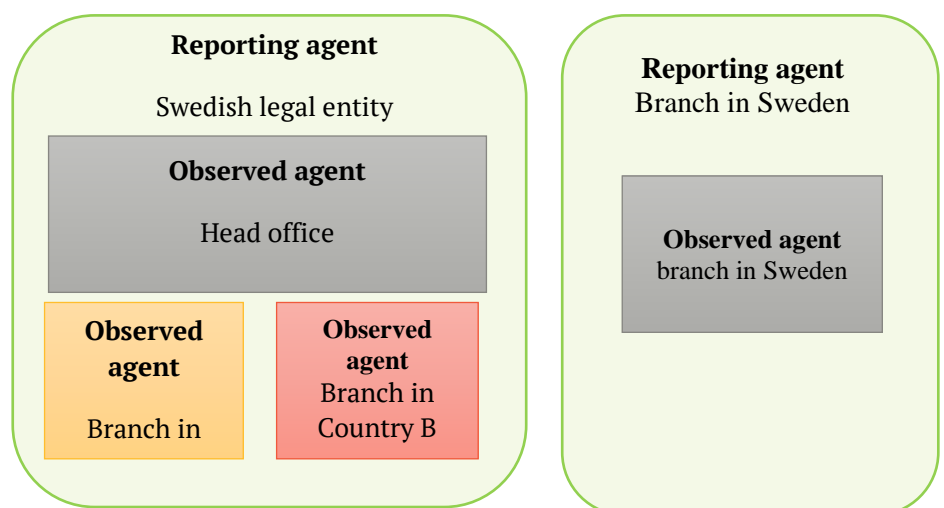 Reporting agent
Swedish legal entity
Observed agent
Head office
Observed
agent
Branch in
Observed
agent
Branch in
Country B
Reporting agent
Branch in Sweden
Observed agent
branch in Sweden